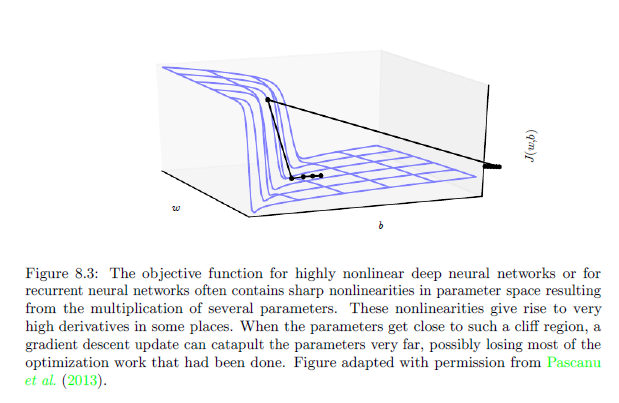 J(w,b)
w
b
Figure 8.3: The objective function for highly nonlinear deep neural networks or for
recurrent neural networks often contains sharp nonlinearities in parameter space resulting
from the multiplication of several parameters. These nonlinearities give rise to very
high derivatives in some places. When the parameters get close to such a cliff region, a
gradient descent update can catapult the parameters very far, possibly losing most of the
optimization work that had been done. Figure adapted with permission from Pascanu
et al. (2013).